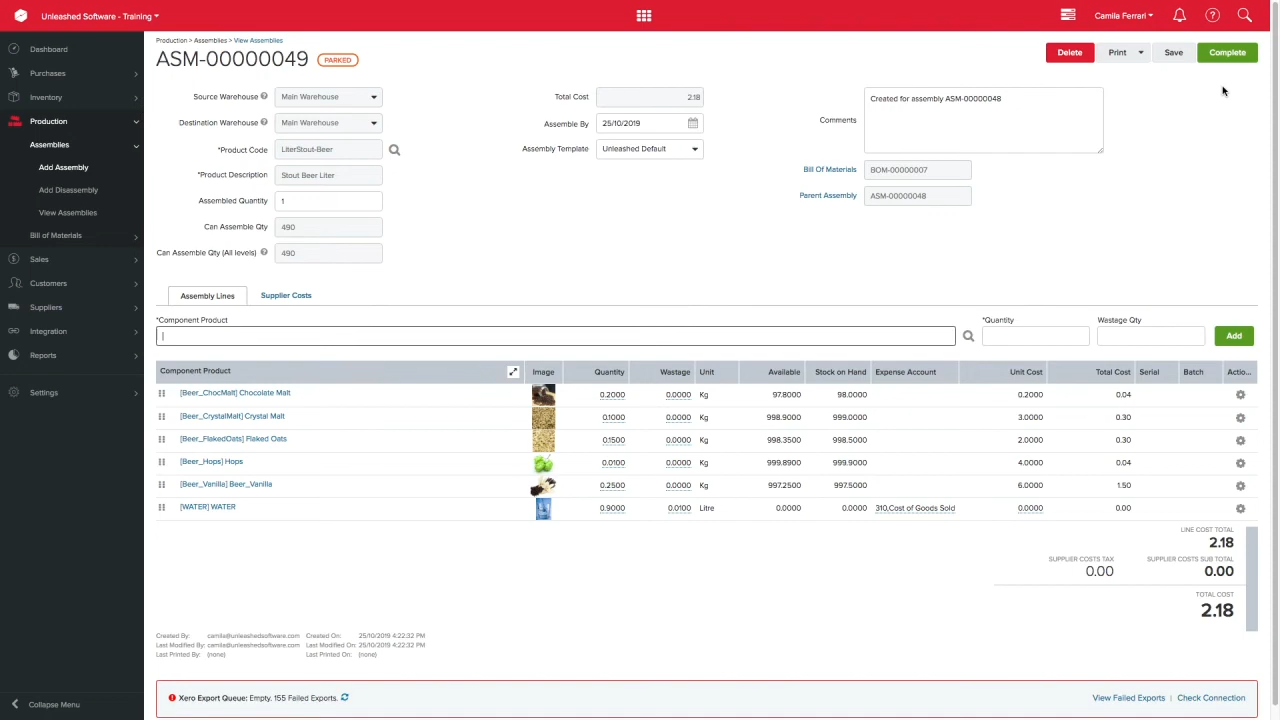 Unleashed Software - Training
Camila Ferrari
Dashboard
Purchases
Inventory
Production
Assemblies
Add Assembly
Add Disassembly
View Assemblies
Bill of Materials
Sales
Customers
Suppliers
Integration
Reports
Settings
Collapse Menu
Production > Assemblies > View Assemblies
ASM-00000049 PARKED
Delete Print Save Complete
Source Warehouse ? Main Warehouse
Destination Warehouse ? Main Warehouse
*Product Code LiterStout-Beer
*Product Description Stout Beer Liter
Assembled Quantity 1
Can Assemble Qty 490
Can Assemble Qty (All levels) ? 490
Total Cost 2.18
Assemble By 25/10/2019
Assembly Template Unleashed Default
Comments Created for assembly ASM-00000048
Bill Of Materials BOM-00000007
Parent Assembly ASM-00000048
Assembly Lines Supplier Costs
*Component Product *Quantity Wastage Qty
Add
Component Product Image Quantity Wastage Unit Available Stock on Hand Expense Account Unit Cost Total Cost Serial Batch Actio...
[Beer_ChocMalt] Chocolate Malt 0.2000 0.0000 Kg 97.8000 98.0000 0.2000 0.04
[Beer_CrystalMalt] Crystal Malt 0.1000 0.0000 Kg 998.9000 999.0000 3.0000 0.30
[Beer_FlakedOats] Flaked Oats 0.1500 0.0000 Kg 998.3500 998.5000 2.0000 0.30
[Beer_Hops] Hops 0.0100 0.0000 Kg 999.8900 999.9000 4.0000 0.04
[Beer_Vanilla] Beer_Vanilla 0.2500 0.0000 Kg 997.2500 997.5000 6.0000 1.50
[WATER] WATER 0.9000 0.0100 Litre 0.0000 0.0000 310,Cost of Goods Sold 0.0000 0.00
LINE COST TOTAL
2.18
SUPPLIER COSTS TAX SUPPLIER COSTS SUB TOTAL
0.00 0.00
TOTAL COST
2.18
Created By: camila@unleashedsoftware.com Created On: 25/10/2019 4:22:32 PM
Last Modified By: camila@unleashedsoftware.com Last Modified On: 25/10/2019 4:22:32 PM
Last Printed By: (none) Last Printed On: (none)
Xero Export Queue: Empty. 155 Failed Exports.
View Failed Exports | Check Connection